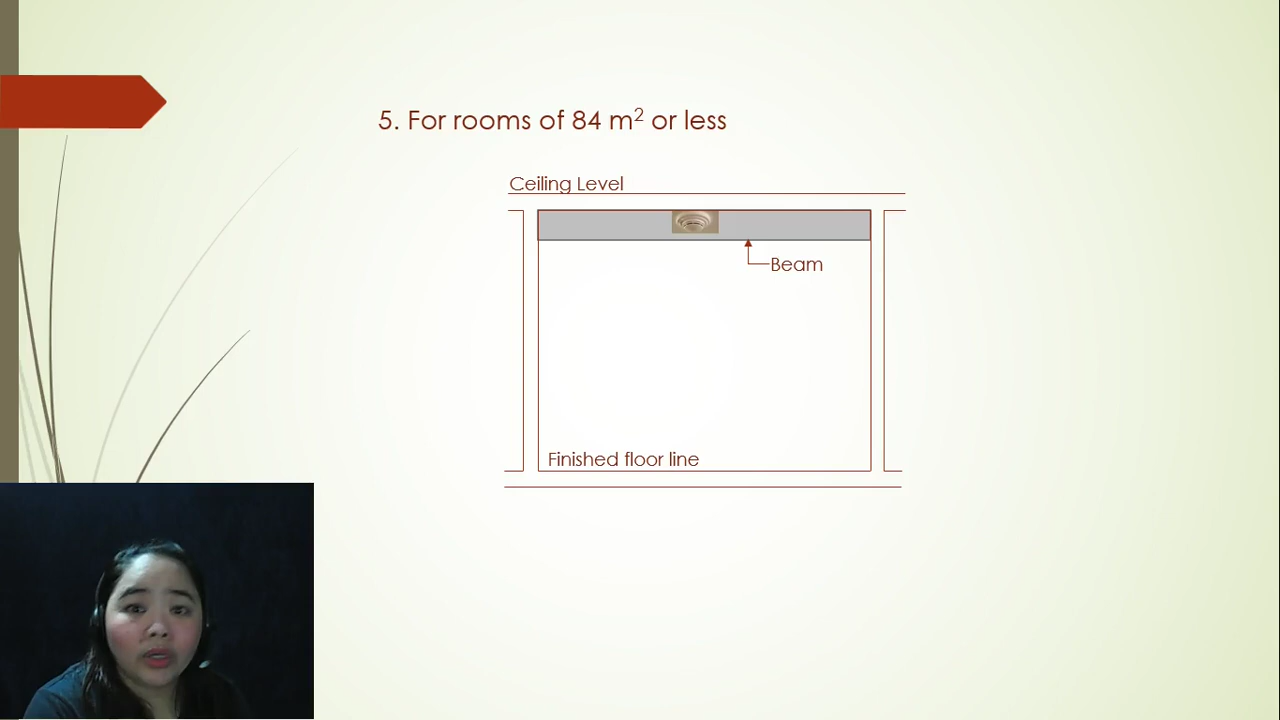 5. For rooms of 84 m² or less
Ceiling Level
Beam
Finished floor line